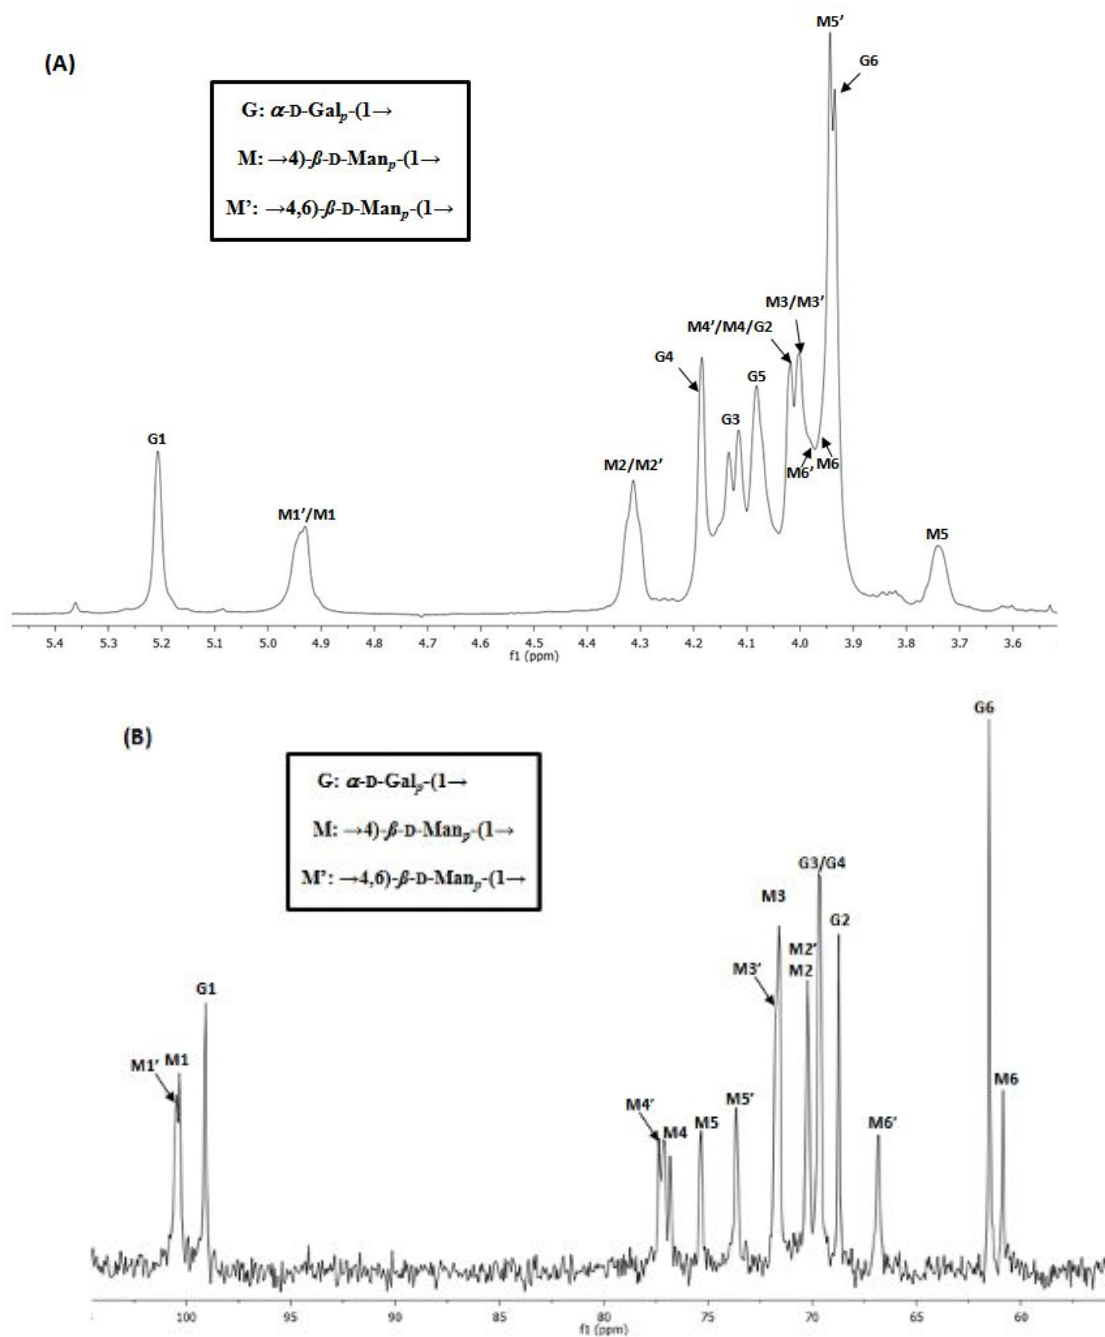 (A)
G: α-D-Galp-(1→
M: →4)-β-D-Manp-(1→
M’: →4,6)-β-D-Manp-(1→
M5’
G6
M3/M3’
M4’/M4/G2
G4
G5
G3
G1
M2/M2’
M6’
M6
M1’/M1
M5
5.4 5.3 5.2 5.1 5.0 4.9 4.8 4.7 4.6 4.5 4.4 4.3 4.2 4.1 4.0 3.9 3.8 3.7 3.6
f1 (ppm)
(B)
G: α-D-Galp-(1→
M: →4)-β-D-Manp-(1→
M’: →4,6)-β-D-Manp-(1→
G6
G3/G4
M3
G2
M2’
M2
M3’
G1
M1’
M1
M4’
M4
M5
M5’
M6’
M6
100 95 90 85 80 75 70 65 60
f1 (ppm)